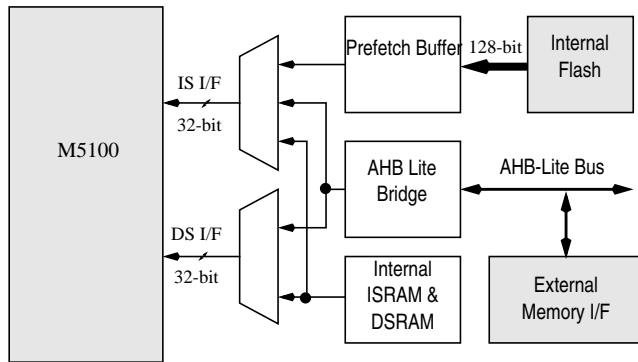 M5100
IS I/F
32-bit
DS I/F
32-bit
Prefetch Buffer
128-bit
Internal
Flash
AHB Lite
Bridge
AHB-Lite Bus
Internal
ISRAM &
DSRAM
External
Memory I/F